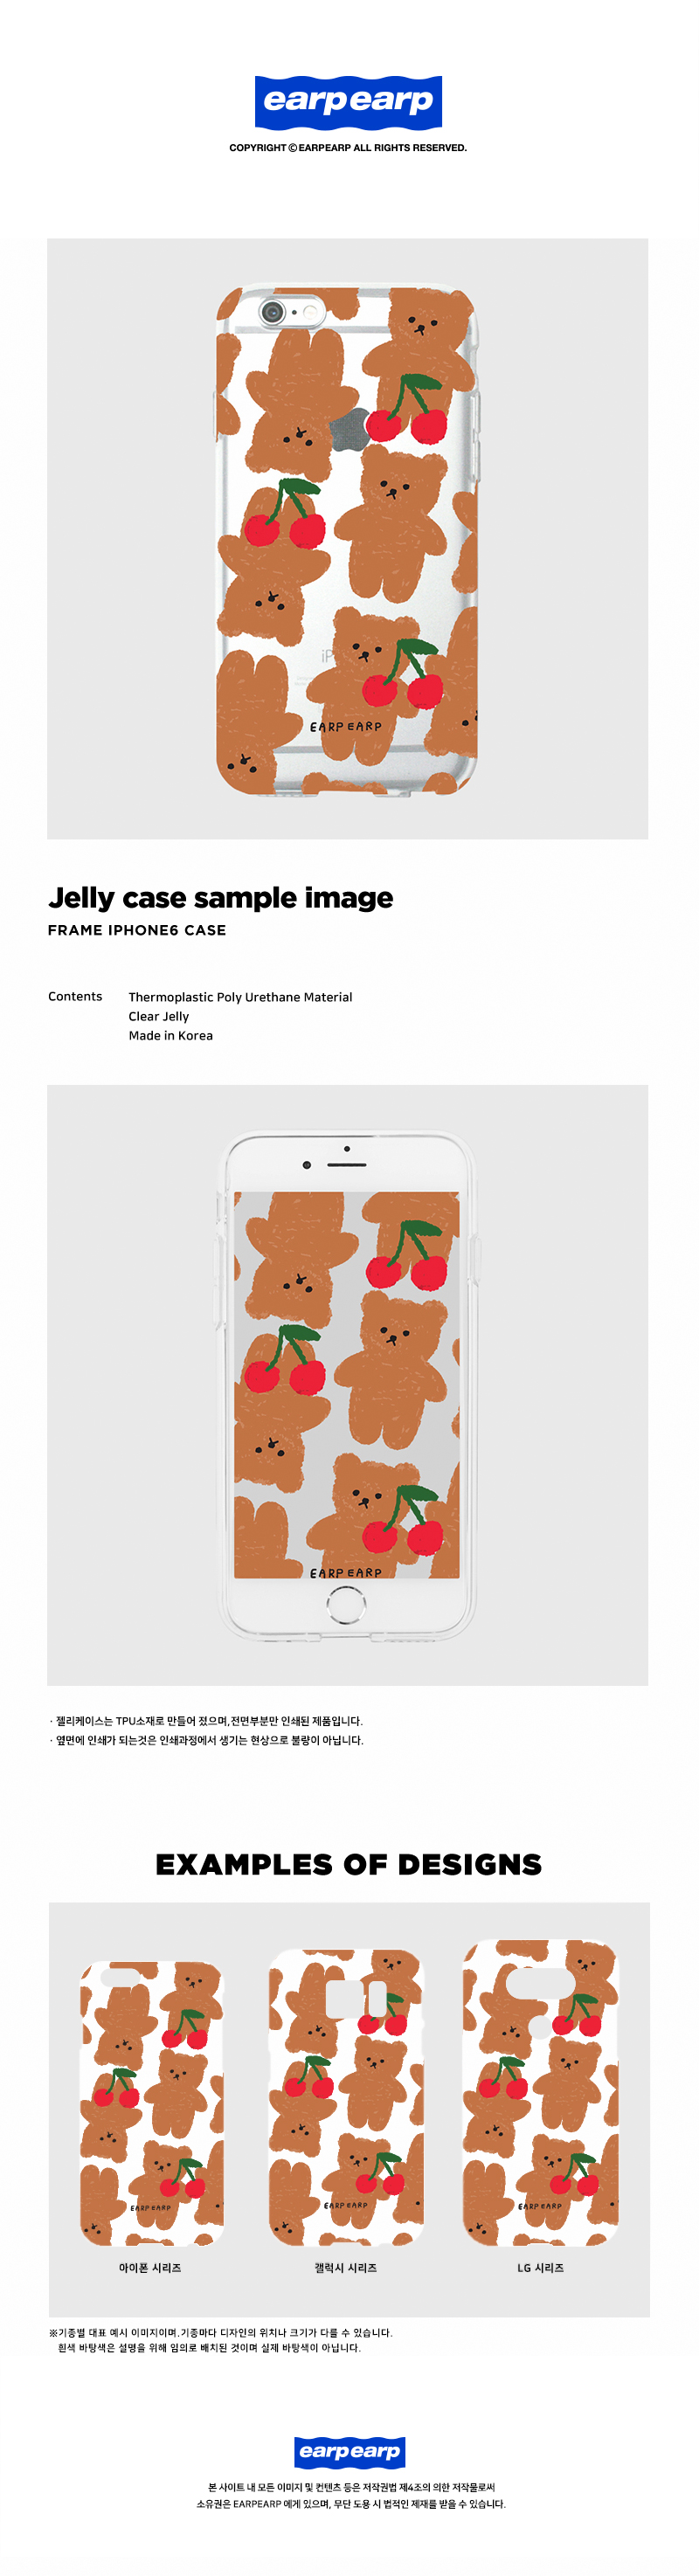 earp earp
COPYRIGHT © EARPEARP ALL RIGHTS RESERVED.
iP
EARP EARP
Jelly case sample image
FRAME IPHONE6 CASE
Contents
Thermoplastic Poly Urethane Material
Clear Jelly
Made in Korea
EARP EARP
· 젤리케이스는 TPU소재로 만들어 졌으며,전면부분만 인쇄된 제품입니다.
· 옆면에 인쇄가 되는것은 인쇄과정에서 생기는 현상으로 불량이 아닙니다.
EXAMPLES OF DESIGNS
EARP EARP
EARP EARP
EARP EARP
아이폰 시리즈
갤럭시 시리즈
LG 시리즈
※기종별 대표 예시 이미지이며.기종마다 디자인의 위치나 크기가 다를 수 있습니다.
흰색 바탕색은 설명을 위해 임의로 배치된 것이며 실제 바탕색이 아닙니다.
earp earp
본 사이트 내 모든 이미지 및 컨텐츠 등은 저작권법 제4조의 의한 저작물로써
소유권은 EARPEARP 에게 있으며, 무단 도용 시 법적인 제재를 받을 수 있습니다.